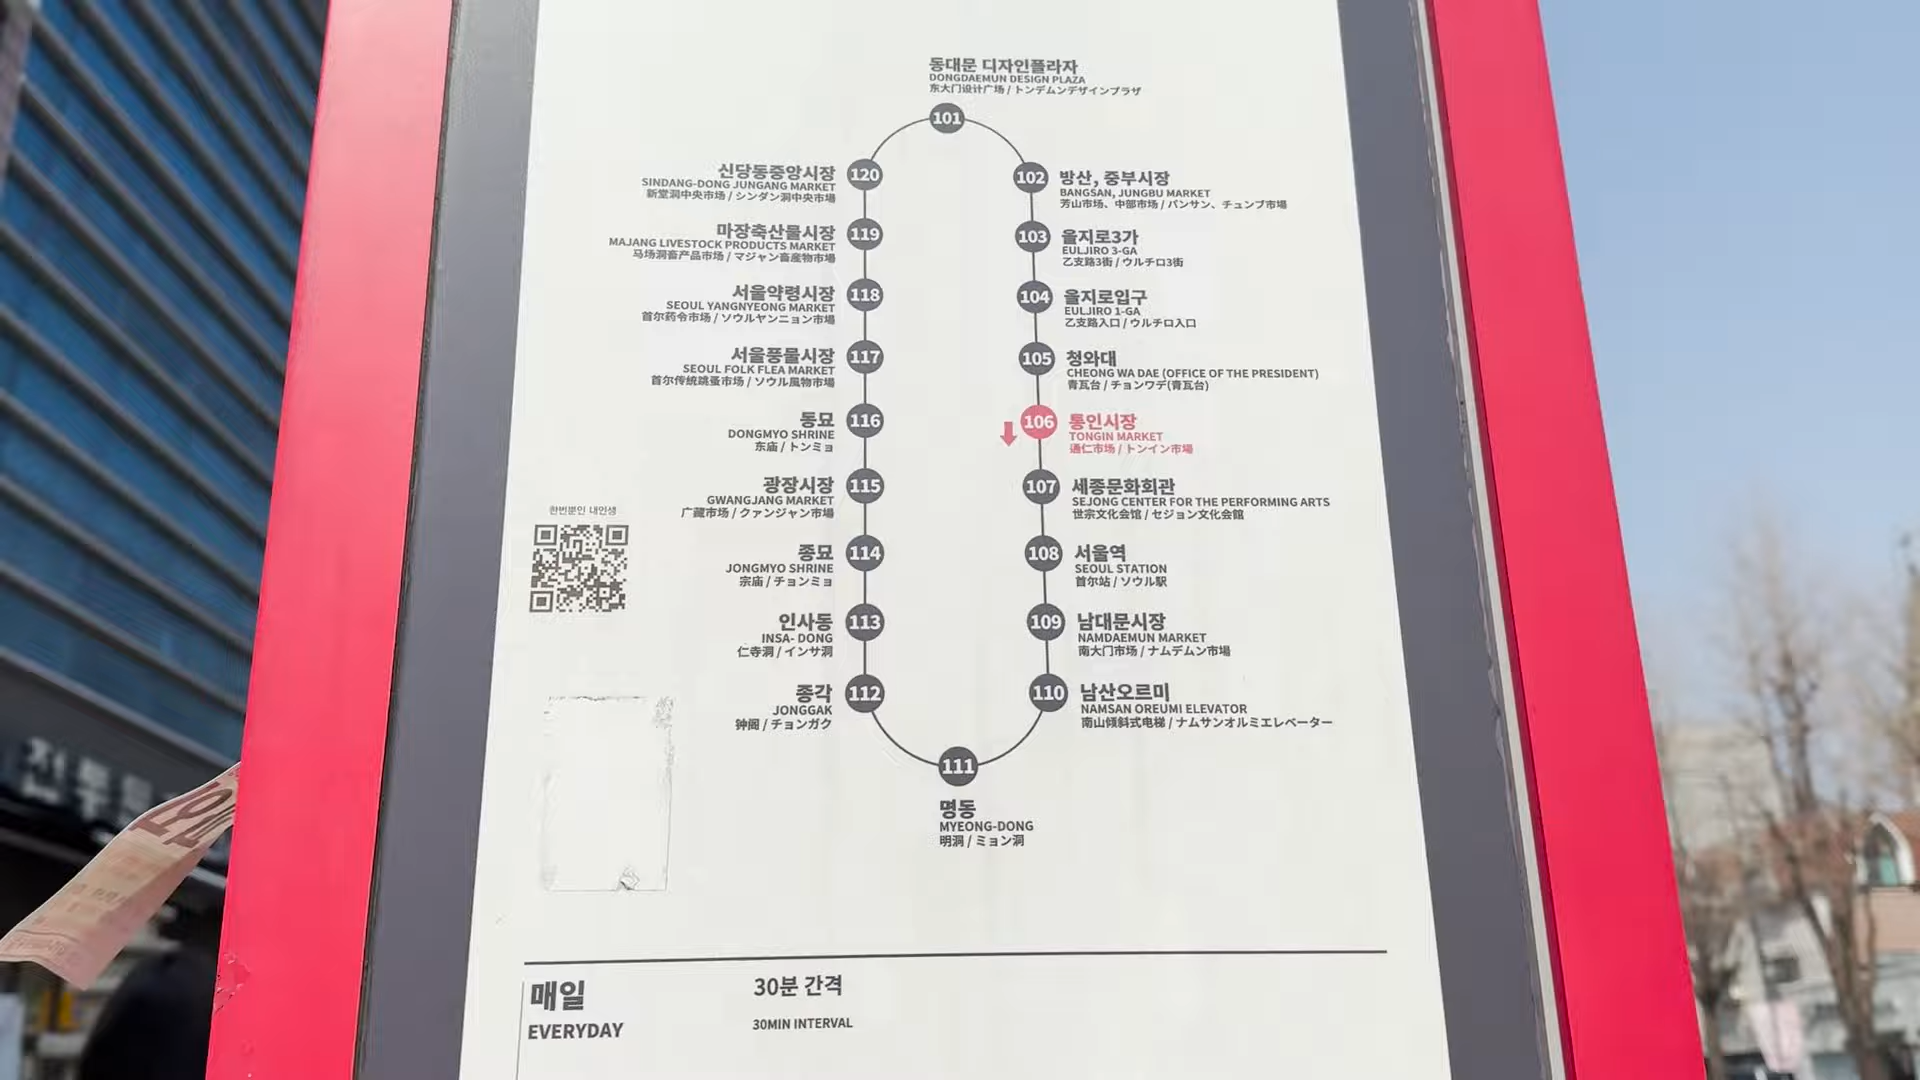 동대문 디자인플라자
DONGDAEMUN DESIGN PLAZA
东大门设计广场 / トンデムンデザインプラザ
101
102
방산, 중부시장
BANGSAN, JUNGBU MARKET
芳山市场、中部市场 / パンサン、チュンブ市場
103
을지로3가
EULJIRO 3-GA
乙支路3街 / ウルチロ3街
104
을지로입구
EULJIRO 1-GA
乙支路入口 / ウルチロ入口
105
청와대
CHEONG WA DAE (OFFICE OF THE PRESIDENT)
青瓦台 / チョンワデ(青瓦台)
106
통인시장
TONGIN MARKET
通仁市场 / トンイン市場
107
세종문화회관
SEJONG CENTER FOR THE PERFORMING ARTS
世宗文化会馆 / セジョン文化会館
108
서울역
SEOUL STATION
首尔站 / ソウル駅
109
남대문시장
NAMDAEMUN MARKET
南大门市场 / ナムデムン市場
110
남산오르미
NAMSAN OREUMI ELEVATOR
南山倾斜式电梯 / ナムサンオルミエレベーター
111
명동
MYEONG-DONG
明洞 / ミョン洞
신당동중앙시장
SINDANG-DONG JUNGANG MARKET
新堂洞中央市场 / シンダン洞中央市場
120
마장축산물시장
MAJANG LIVESTOCK PRODUCTS MARKET
马场洞畜产品市场 / マジャン畜産物市場
119
서울약령시장
SEOUL YANGNYEONG MARKET
首尔药令市场 / ソウルヤンニョン市場
118
서울풍물시장
SEOUL FOLK FLEA MARKET
首尔传统跳蚤市场 / ソウル風物市場
117
동묘
DONGMYO SHRINE
东庙 / トンミョ
116
광장시장
GWANGJANG MARKET
广藏市场 / クァンジャン市場
115
종묘
JONGMYO SHRINE
宗庙 / チョンミョ
114
인사동
INSA- DONG
仁寺洞 / インサ洞
113
종각
JONGGAK
钟阁 / チョンガク
112
한번뿐인 내인생
매일
EVERYDAY
30분 간격
30MIN INTERVAL